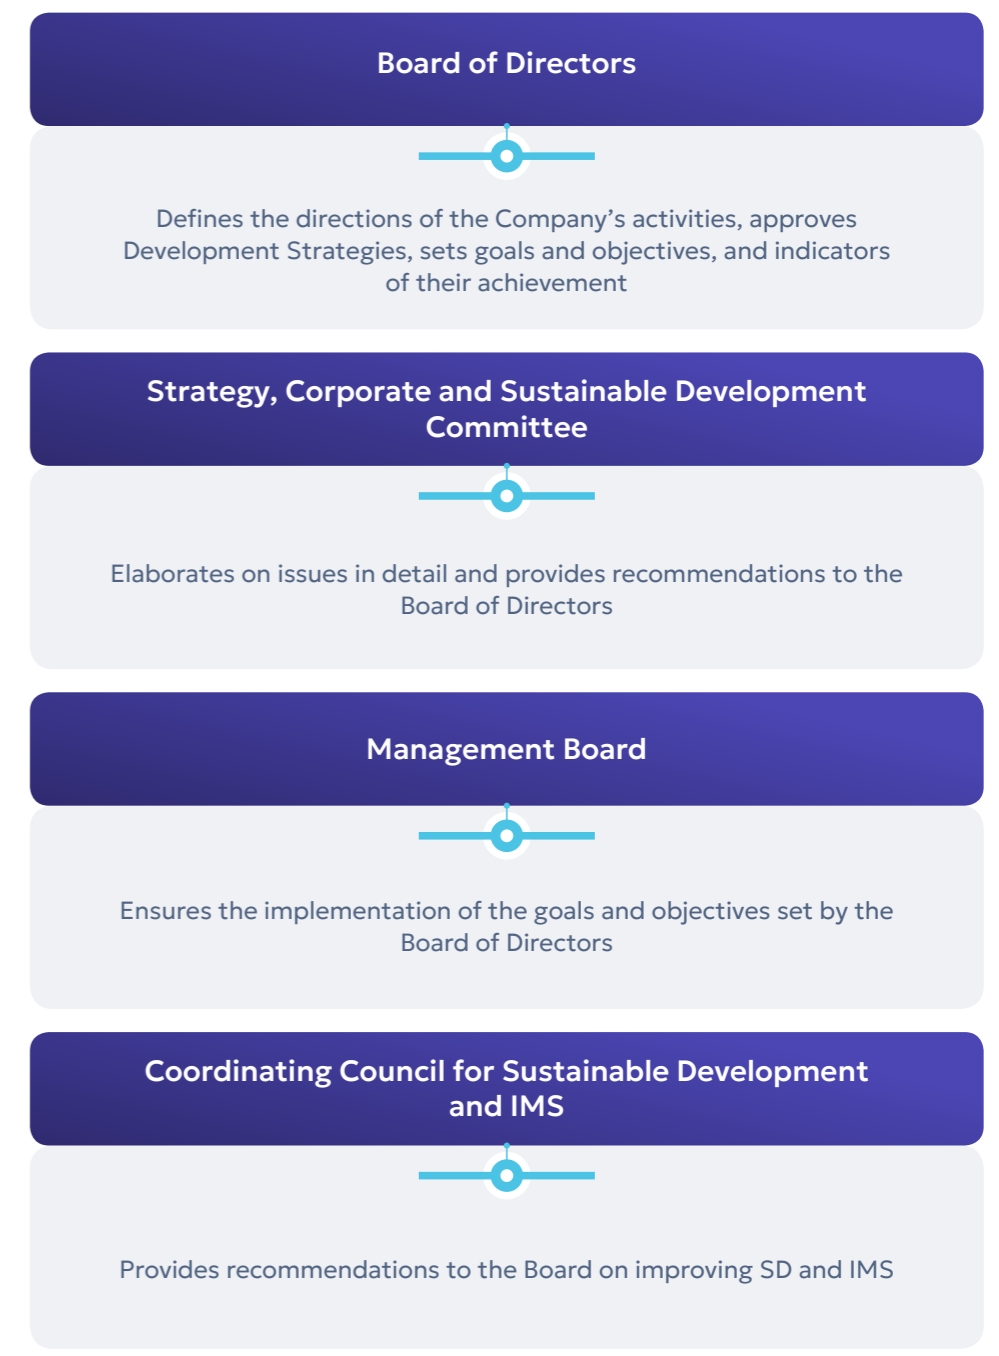 Board of Directors
Defines the directions of the Company’s activities, approves
Development Strategies, sets goals and objectives, and indicators
of their achievement
Strategy, Corporate and Sustainable Development
Committee
Elaborates on issues in detail and provides recommendations to the
Board of Directors
Management Board
Ensures the implementation of the goals and objectives set by the
Board of Directors
Coordinating Council for Sustainable Development
and IMS
Provides recommendations to the Board on improving SD and IMS